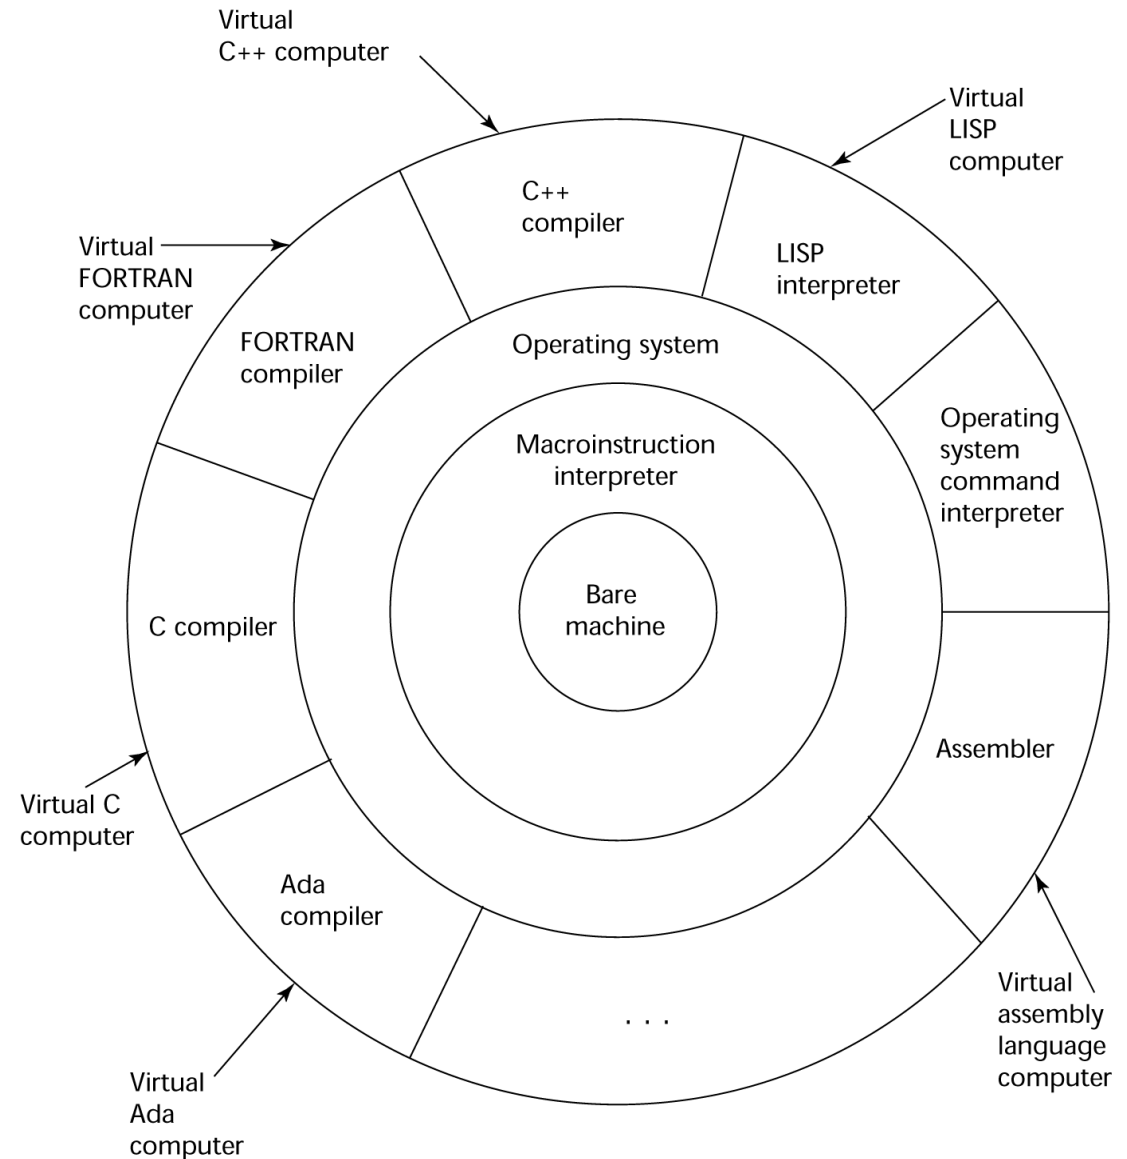 Virtual
C++ computer
Virtual
LISP
computer
C++
compiler
Virtual
FORTRAN
computer
LISP
interpreter
FORTRAN
compiler
Operating system
Operating
system
command
interpreter
Macroinstruction
interpreter
Bare
machine
C compiler
Assembler
Virtual C
computer
Ada
compiler
Virtual
assembly
language
computer
. . .
Virtual
Ada
computer